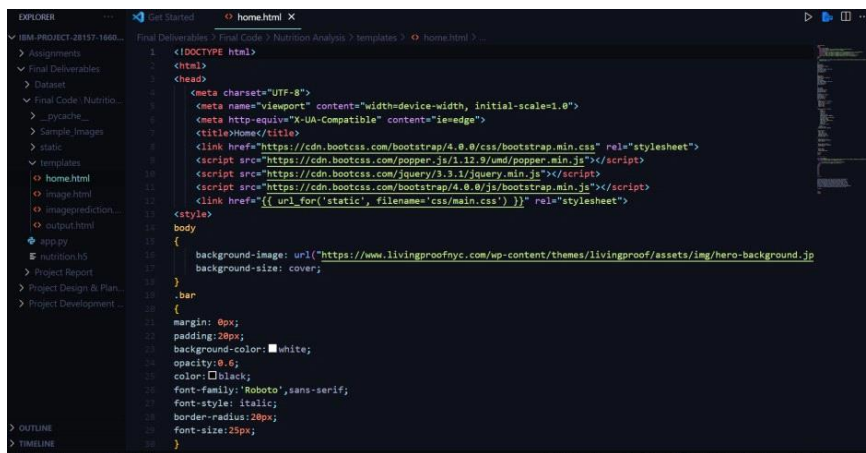 EXPLORER
IBM-PROJECT-28157-1660...
> Assignments
Final Deliverables
> Dataset
Final Code \ Nutritio...
> __pycache__
> Sample_Images
> static
templates
home.html
image.html
imageprediction....
output.html
app.py
nutrition.h5
> Project Report
> Project Design & Plan...
> Project Development ...
> OUTLINE
> TIMELINE
Get Started
home.html X
Final Deliverables > Final Code > Nutrition Analysis > templates > home.html > ...
1 <!DOCTYPE html>
2 <html>
3 <head>
4 <meta charset="UTF-8">
5 <meta name="viewport" content="width=device-width, initial-scale=1.0">
6 <meta http-equiv="X-UA-Compatible" content="ie=edge">
7 <title>Home</title>
8 <link href="https://cdn.bootcss.com/bootstrap/4.0.0/css/bootstrap.min.css" rel="stylesheet">
9 <script src="https://cdn.bootcss.com/popper.js/1.12.9/umd/popper.min.js"></script>
10 <script src="https://cdn.bootcss.com/jquery/3.3.1/jquery.min.js"></script>
11 <script src="https://cdn.bootcss.com/bootstrap/4.0.0/js/bootstrap.min.js"></script>
12 <link href="{{ url_for('static', filename='css/main.css') }}" rel="stylesheet">
13 <style>
14 body
15 {
16 background-image: url("https://www.livingproofnyc.com/wp-content/themes/livingproof/assets/img/hero-background.jp
17 background-size: cover;
18 }
19 .bar
20 {
21 margin: 0px;
22 padding:20px;
23 background-color: white;
24 opacity:0.6;
25 color: black;
26 font-family:'Roboto',sans-serif;
27 font-style: italic;
28 border-radius:20px;
29 font-size:25px;
30 }